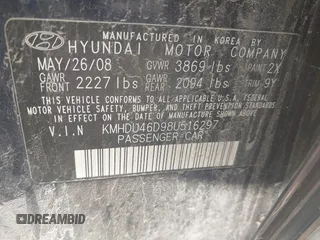 MANUFACTURED IN KOREA BY
HYUNDAI MOTOR COMPANY
MAY/26/08 GVWR 3869 lbs PAINT 2X
GAWR FRONT 2227 lbs GAWR REAR 2094 lbs TRIM 9Y
THIS VEHICLE CONFORMS TO ALL APPLICABLE U.S. FEDERAL
MOTOR VEHICLE SAFETY, BUMPER, AND THEFT PREVENTION
STANDARDS IN EFFECT ON THE DATE OF MANUFACTURE
SHOWN ABOVE.
V.I.N KMHDU46D98U516297
PASSENGER CAR
DREAMBID